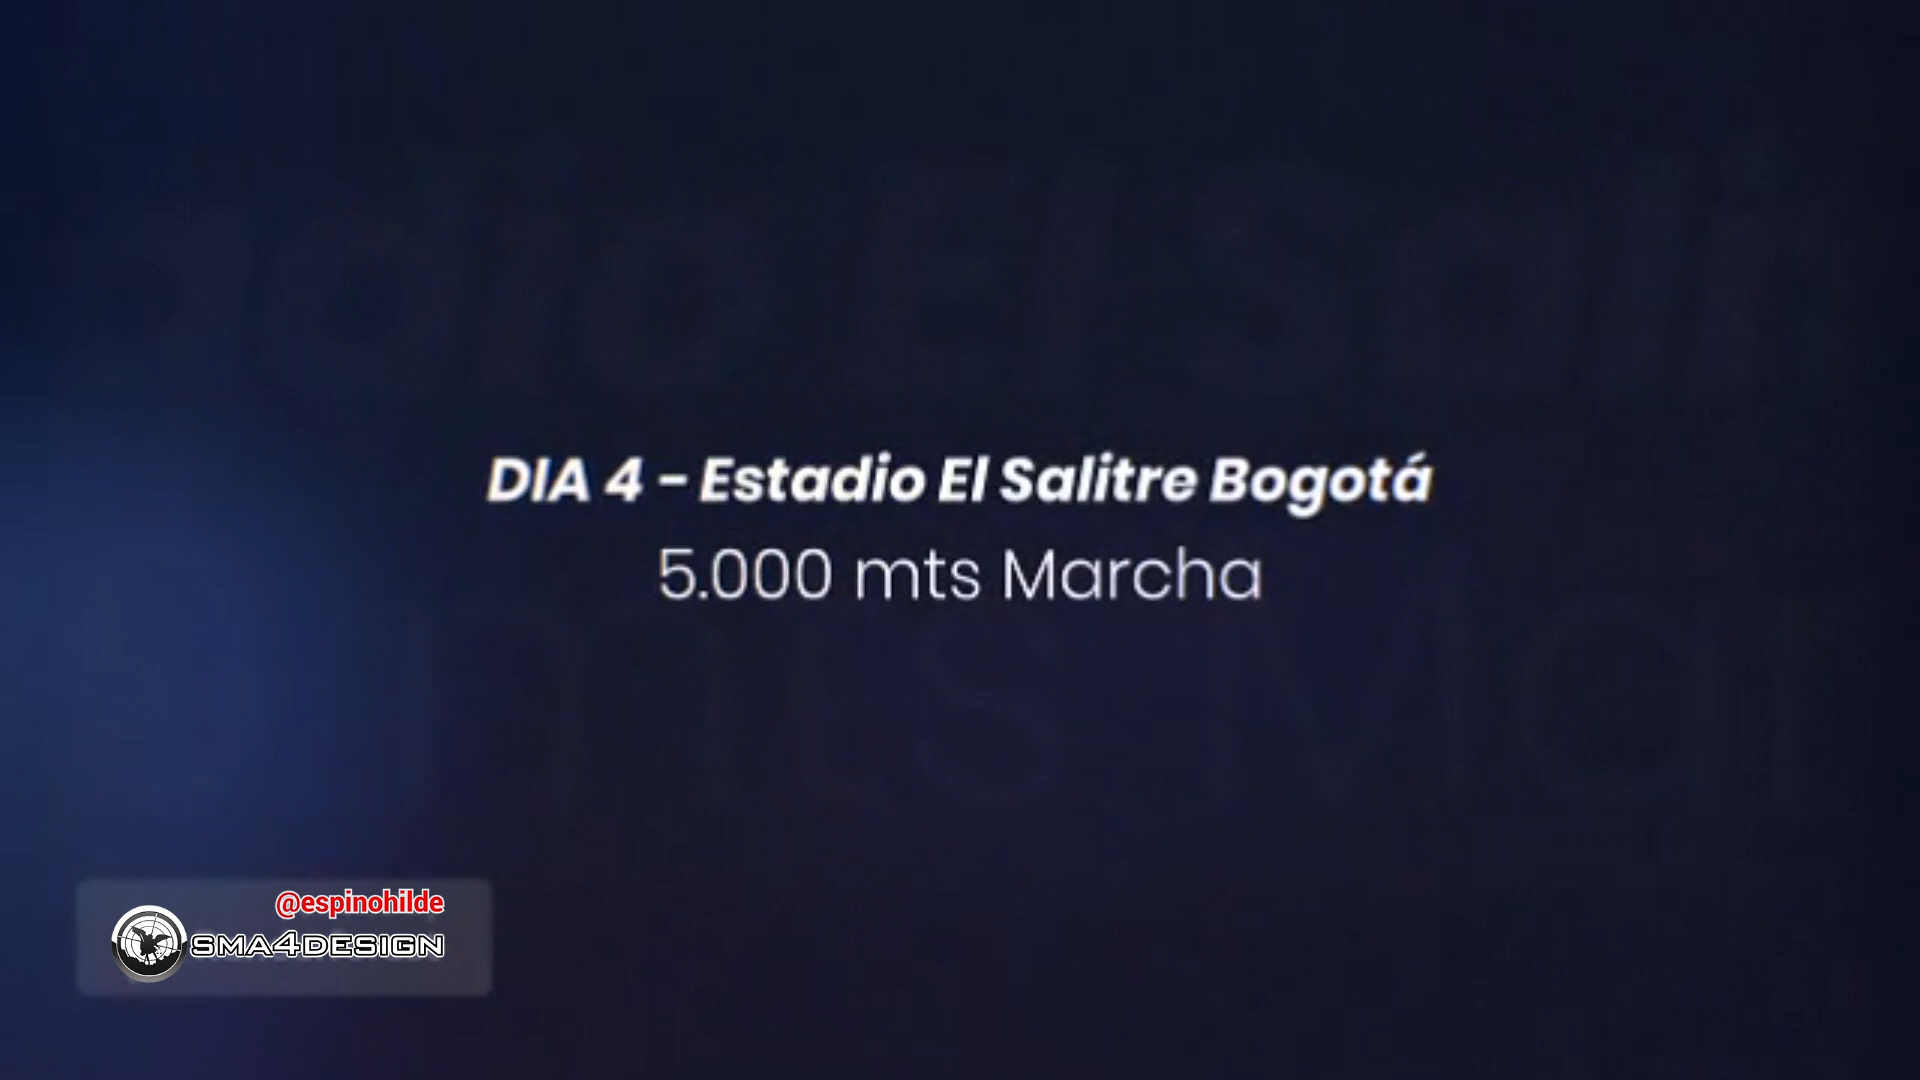 DIA 4 - Estadio El Salitre Bogotá
5.000 mts Marcha
@espinohilde
SMA4DESIGN